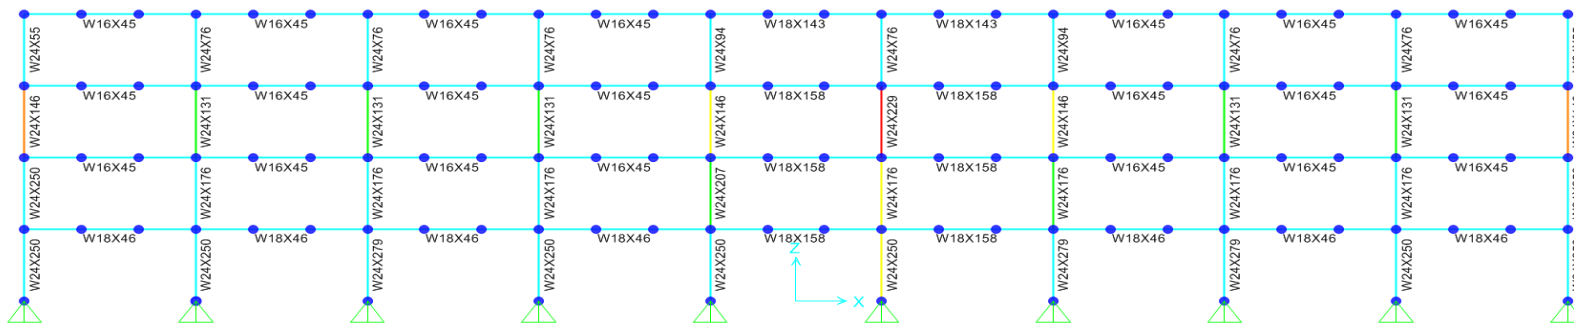 W16X45 W16X45 W16X45 W16X45 W18X143 W18X143 W16X45 W16X45 W16X45
W24X55 W24X76 W24X76 W24X76 W24X94 W24X76 W24X94 W24X76 W24X76
W16X45 W16X45 W16X45 W16X45 W18X158 W18X158 W16X45 W16X45 W16X45
W24X146 W24X131 W24X131 W24X131 W24X146 W24X229 W24X146 W24X131 W24X131
W16X45 W16X45 W16X45 W16X45 W18X158 W18X158 W16X45 W16X45 W16X45
W24X250 W24X176 W24X176 W24X176 W24X207 W24X176 W24X176 W24X176 W24X176
W18X46 W18X46 W18X46 W18X46 W18X158 W18X158 W18X46 W18X46 W18X46
W24X250 W24X250 W24X279 W24X250 W24X250 W24X250 W24X279 W24X279 W24X250
Z
X